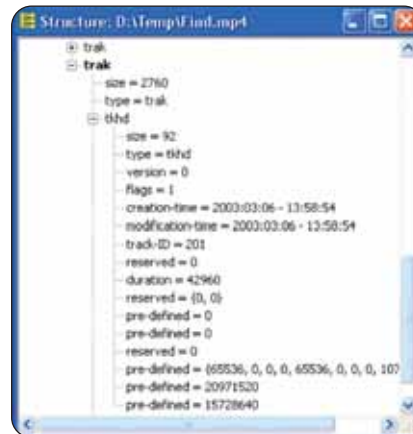 Structure: D:\Temp\Find.mp4
trak
trak
size = 2760
type = trak
tkhd
size = 92
type = tkhd
version = 0
flags = 1
creation-time = 2003:03:06 - 13:58:54
modification-time = 2003:03:06 - 13:58:54
track-ID = 201
reserved = 0
duration = 42960
reserved = {0, 0}
pre-defined = 0
pre-defined = 0
reserved = 0
pre-defined = {65536, 0, 0, 0, 65536, 0, 0, 0, 107
pre-defined = 20971520
pre-defined = 15728640